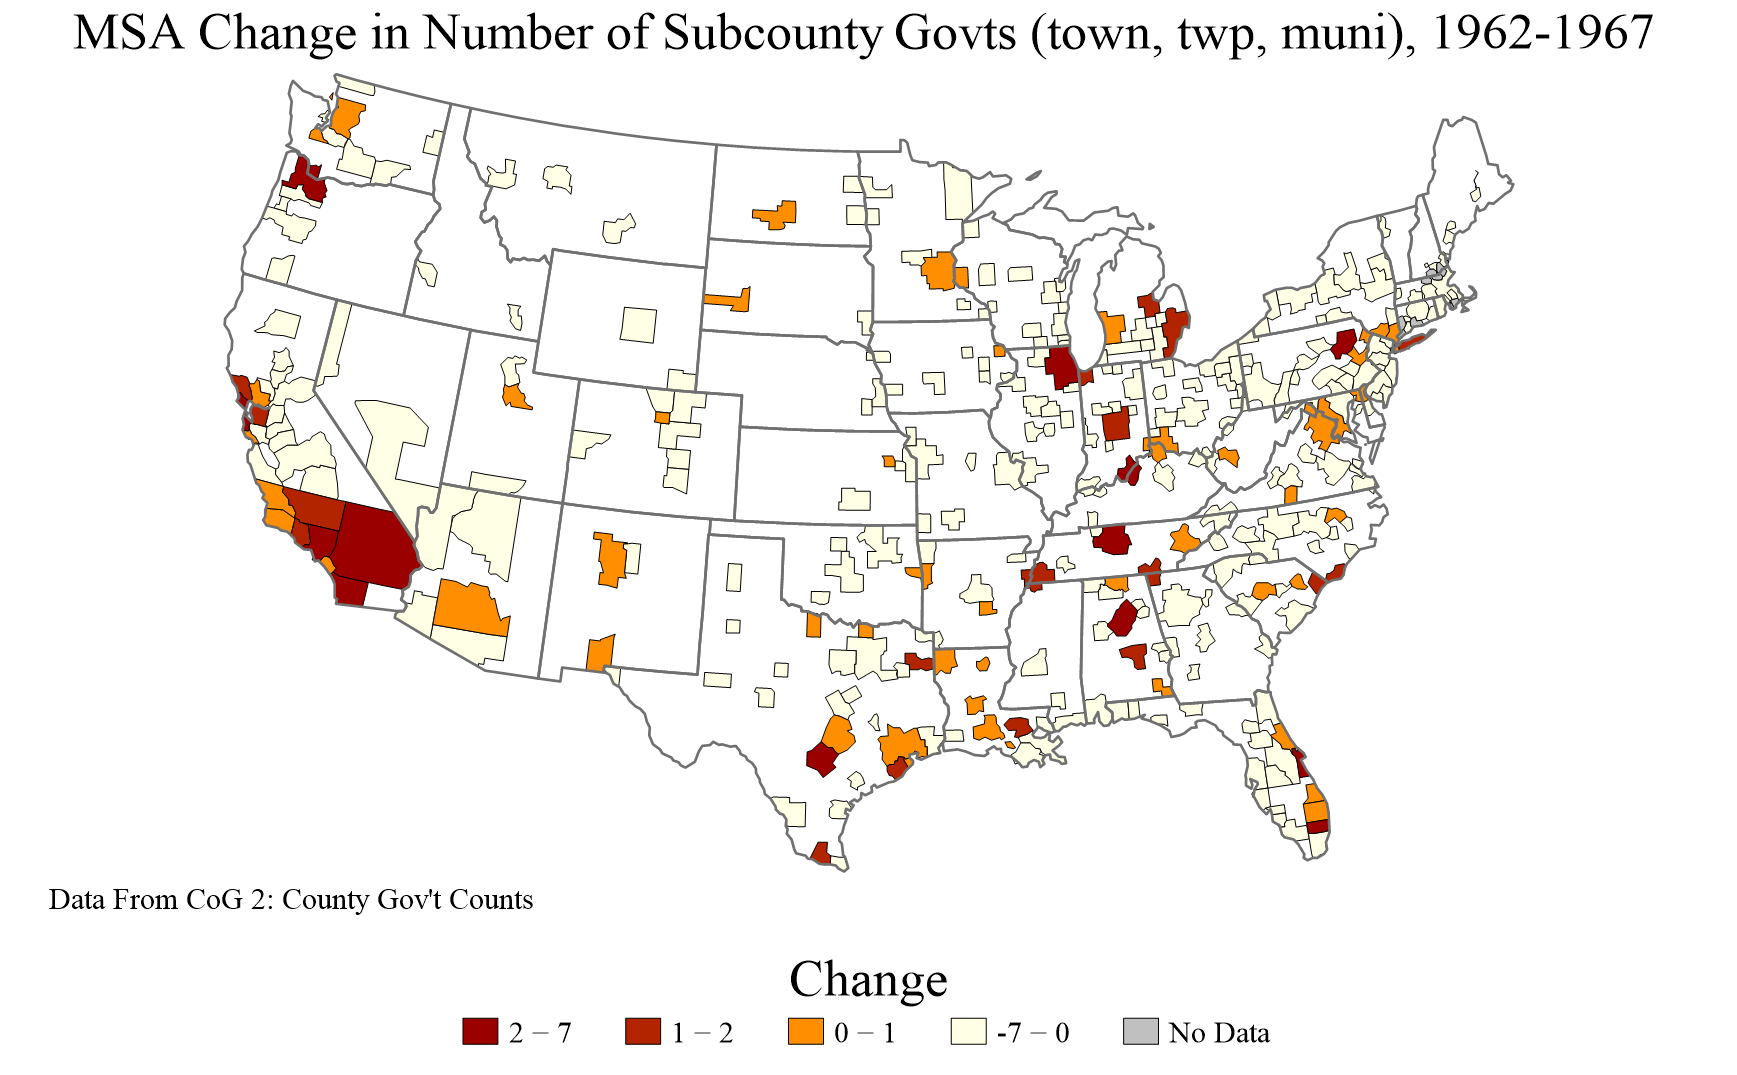 MSA Change in Number of Subcounty Govts (town, twp, muni), 1962-1967
Data From CoG 2: County Gov't Counts
Change
2 – 7
1 – 2
0 – 1
-7 – 0
No Data